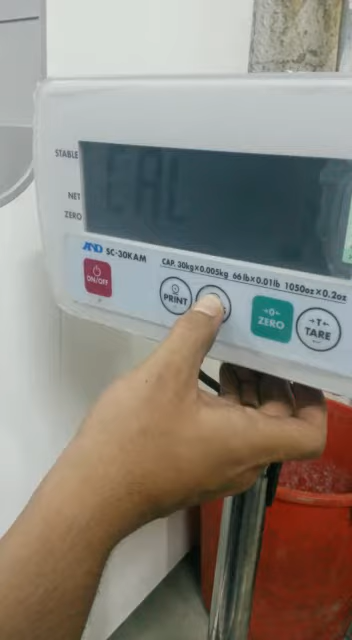 CAL
STABLE
NET
ZERO
AND SC-30KAM
CAP. 30kg×0.005kg 66lb×0.01lb 1050oz×0.2oz
ON/OFF
PRINT
→0←
ZERO
→T←
TARE